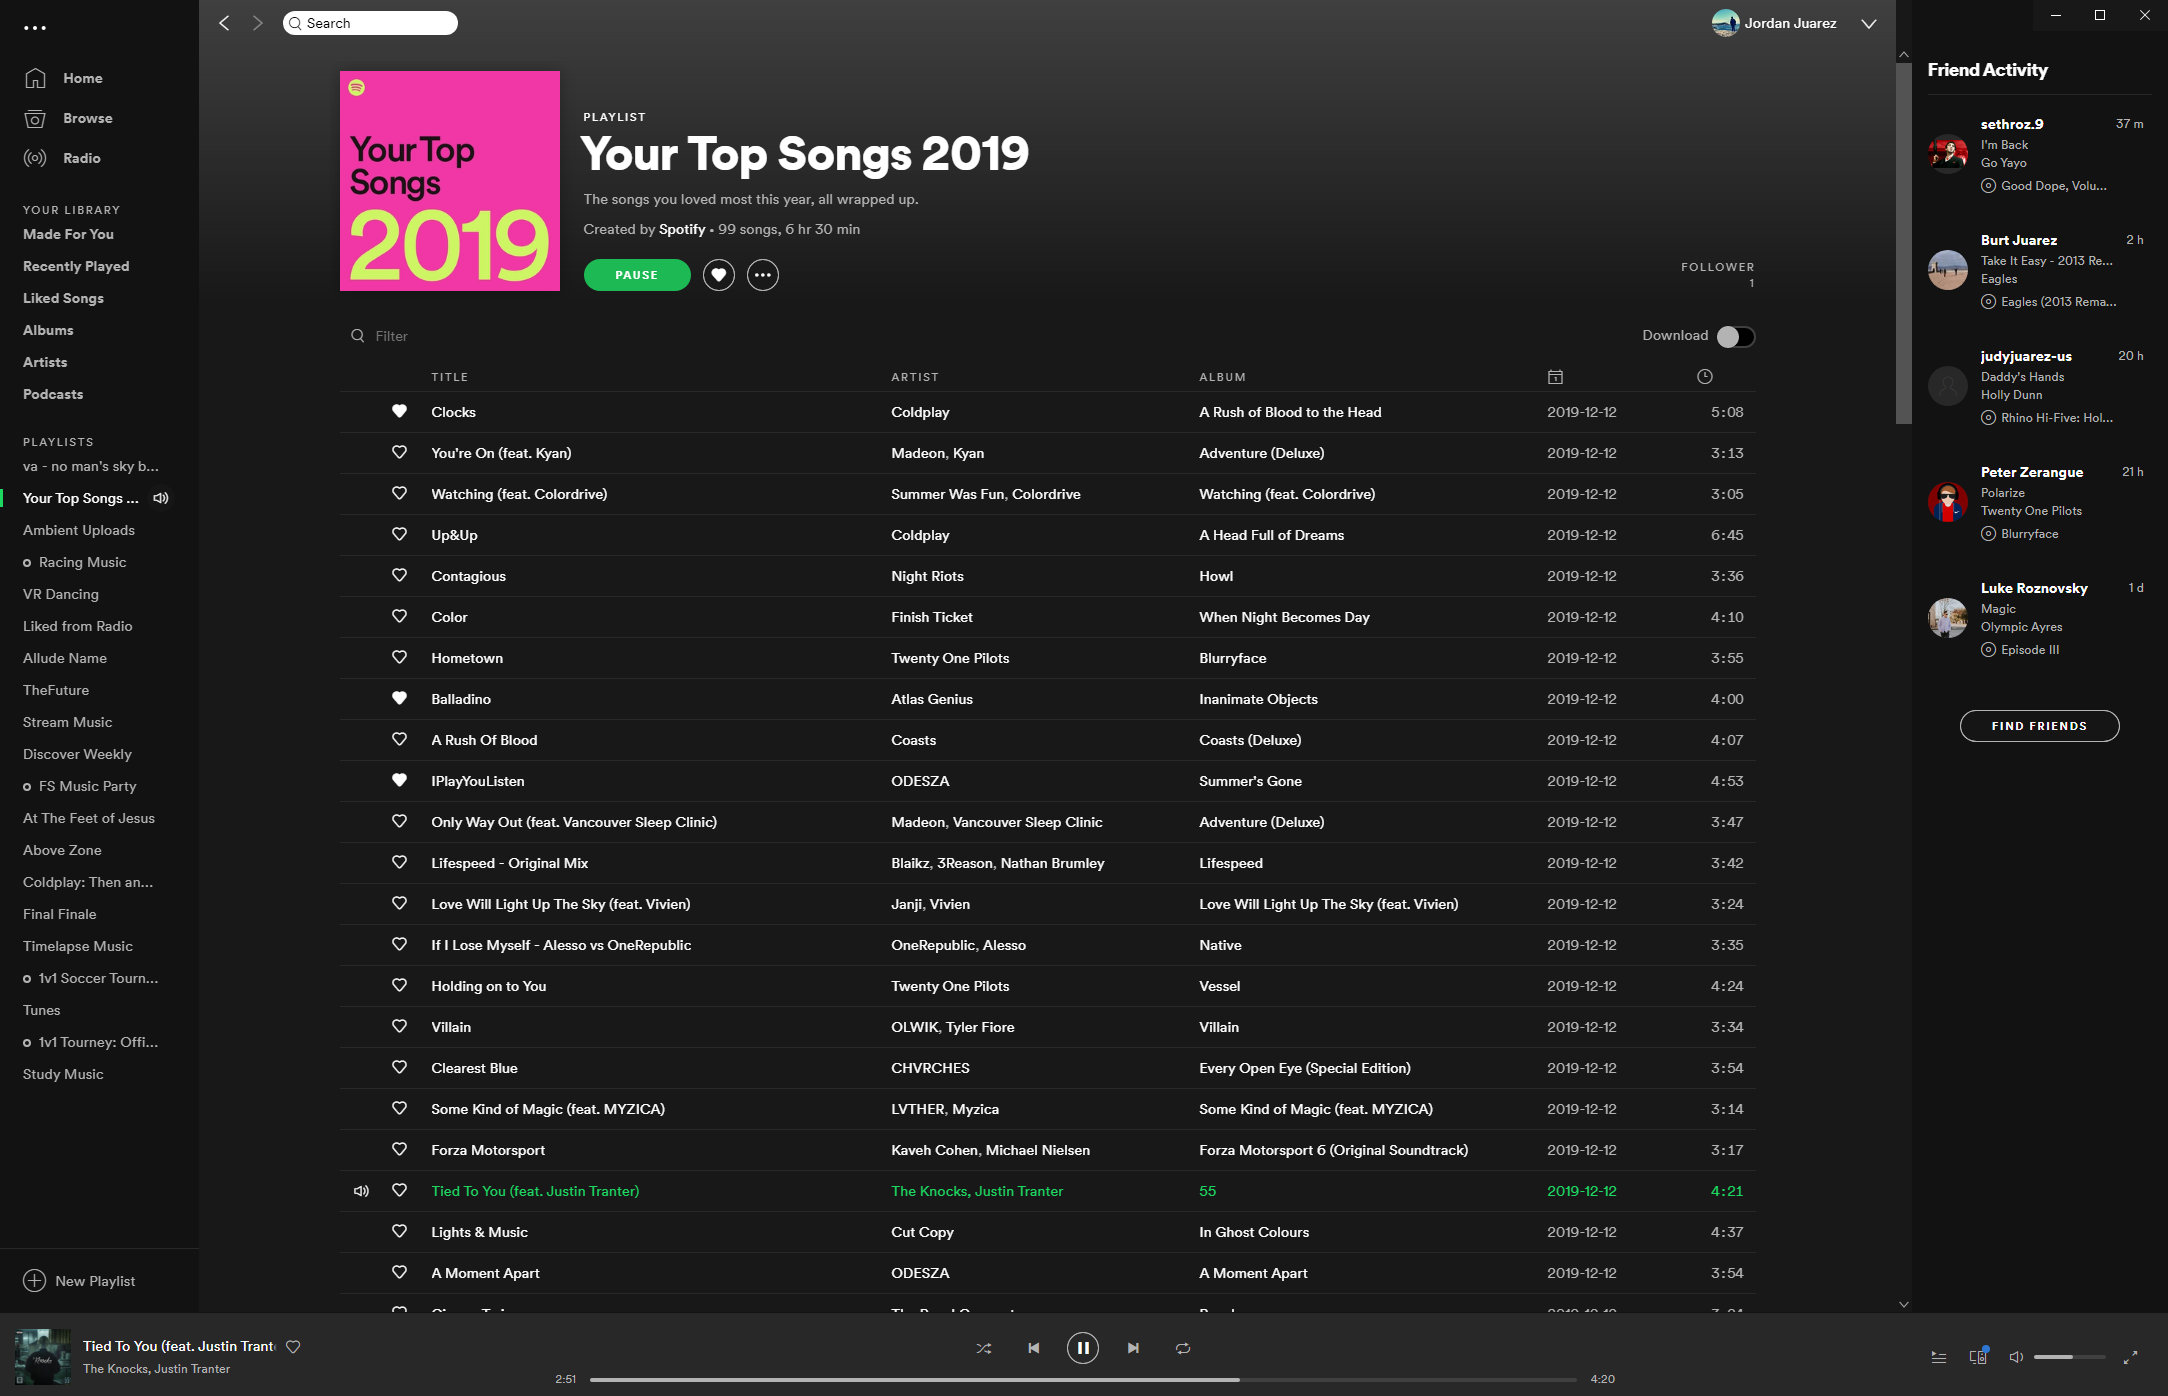 Search
Jordan Juarez
Home
Browse
Radio
YOUR LIBRARY
Made For You
Recently Played
Liked Songs
Albums
Artists
Podcasts
PLAYLISTS
va - no man's sky b...
Your Top Songs ...
Ambient Uploads
Racing Music
VR Dancing
Liked from Radio
Allude Name
TheFuture
Stream Music
Discover Weekly
FS Music Party
At The Feet of Jesus
Above Zone
Coldplay: Then an...
Final Finale
Timelapse Music
1v1 Soccer Tourn...
Tunes
1v1 Tourney: Offi...
Study Music
New Playlist
Your Top
Songs
2019
PLAYLIST
Your Top Songs 2019
The songs you loved most this year, all wrapped up.
Created by Spotify • 99 songs, 6 hr 30 min
PAUSE
FOLLOWER
1
Filter
Download
TITLE ARTIST ALBUM
Clocks Coldplay A Rush of Blood to the Head 2019-12-12 5:08
You're On (feat. Kyan) Madeon, Kyan Adventure (Deluxe) 2019-12-12 3:13
Watching (feat. Colordrive) Summer Was Fun, Colordrive Watching (feat. Colordrive) 2019-12-12 3:05
Up&Up Coldplay A Head Full of Dreams 2019-12-12 6:45
Contagious Night Riots Howl 2019-12-12 3:36
Color Finish Ticket When Night Becomes Day 2019-12-12 4:10
Hometown Twenty One Pilots Blurryface 2019-12-12 3:55
Balladino Atlas Genius Inanimate Objects 2019-12-12 4:00
A Rush Of Blood Coasts Coasts (Deluxe) 2019-12-12 4:07
IPlayYouListen ODESZA Summer's Gone 2019-12-12 4:53
Only Way Out (feat. Vancouver Sleep Clinic) Madeon, Vancouver Sleep Clinic Adventure (Deluxe) 2019-12-12 3:47
Lifespeed - Original Mix Blaikz, 3Reason, Nathan Brumley Lifespeed 2019-12-12 3:42
Love Will Light Up The Sky (feat. Vivien) Janji, Vivien Love Will Light Up The Sky (feat. Vivien) 2019-12-12 3:24
If I Lose Myself - Alesso vs OneRepublic OneRepublic, Alesso Native 2019-12-12 3:35
Holding on to You Twenty One Pilots Vessel 2019-12-12 4:24
Villain OLWIK, Tyler Fiore Villain 2019-12-12 3:34
Clearest Blue CHVRCHES Every Open Eye (Special Edition) 2019-12-12 3:54
Some Kind of Magic (feat. MYZICA) LVTHER, Myzica Some Kind of Magic (feat. MYZICA) 2019-12-12 3:14
Forza Motorsport Kaveh Cohen, Michael Nielsen Forza Motorsport 6 (Original Soundtrack) 2019-12-12 3:17
Tied To You (feat. Justin Tranter) The Knocks, Justin Tranter 55 2019-12-12 4:21
Lights & Music Cut Copy In Ghost Colours 2019-12-12 4:37
A Moment Apart ODESZA A Moment Apart 2019-12-12 3:54
Friend Activity
sethroz.9 37 m
I'm Back
Go Yayo
Good Dope, Volu...
Burt Juarez 2 h
Take It Easy - 2013 Re...
Eagles
Eagles (2013 Rema...
judyjuarez-us 20 h
Daddy's Hands
Holly Dunn
Rhino Hi-Five: Hol...
Peter Zerangue 21 h
Polarize
Twenty One Pilots
Blurryface
Luke Roznovsky 1 d
Magic
Olympic Ayres
Episode III
FIND FRIENDS
Tied To You (feat. Justin Trant
The Knocks, Justin Tranter
2:51
4:20